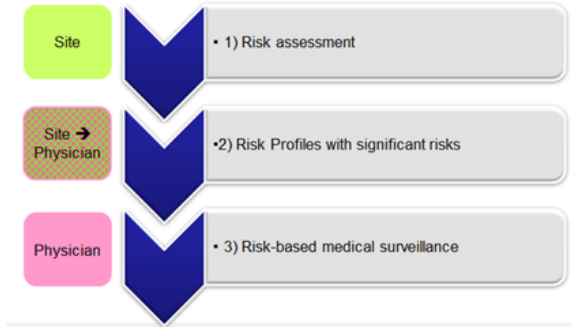 Site
• 1) Risk assessment
Site ➔
Physician
•2) Risk Profiles with significant risks
Physician
• 3) Risk-based medical surveillance